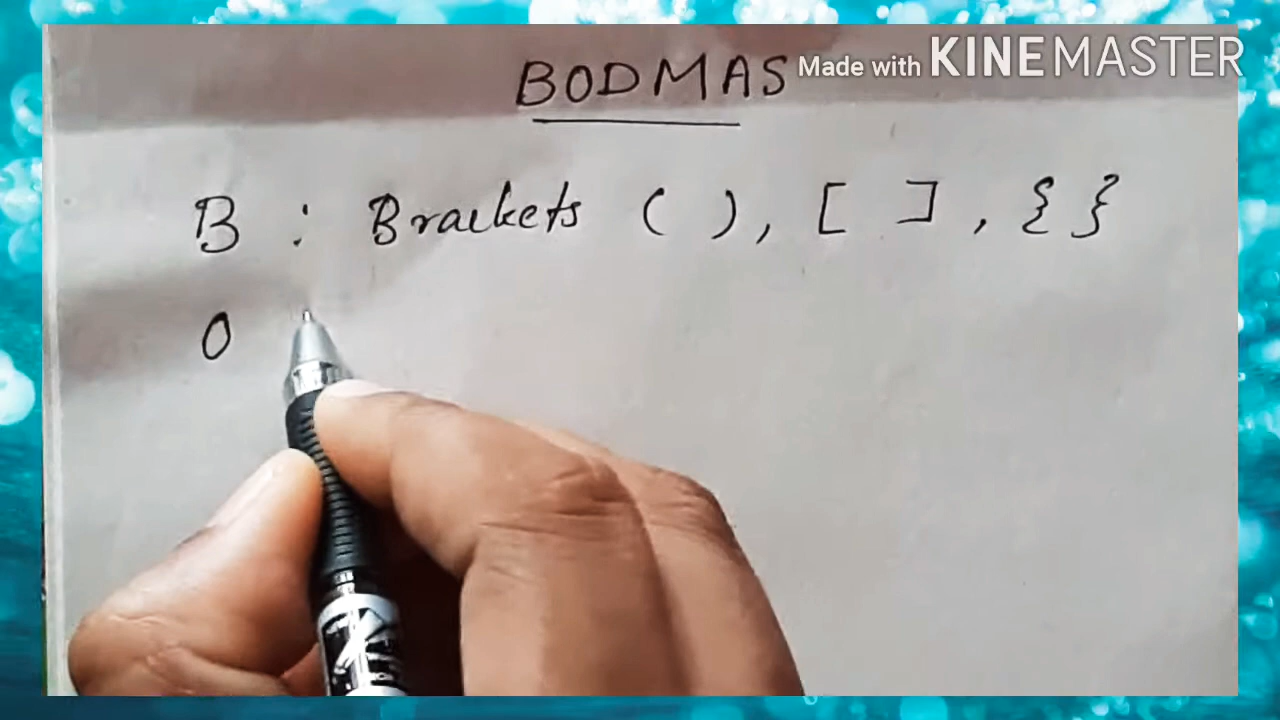 BODMAS
Made with KINEMASTER
B : Brackets ( ), [ ], { }
O